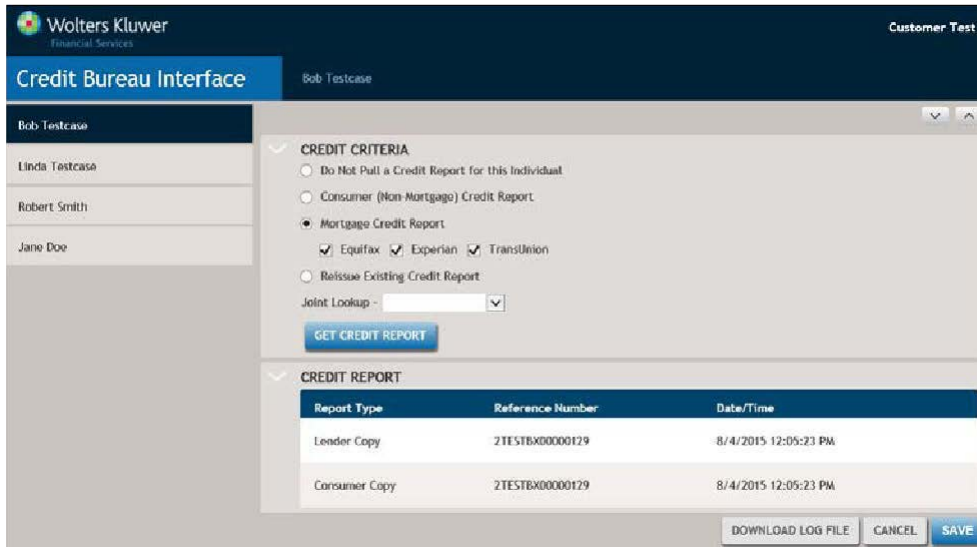 Wolters Kluwer
Financial Services
Customer Test
Credit Bureau Interface
Bob Testcase
Bob Testcase
Linda Testcase
Robert Smith
Jane Doe
CREDIT CRITERIA
Do Not Pull a Credit Report for this Individual
Consumer (Non-Mortgage) Credit Report
Mortgage Credit Report
Equifax Experian TransUnion
Reissue Existing Credit Report
Joint Lookup -
GET CREDIT REPORT
CREDIT REPORT
Report Type Reference Number Date/Time
Lender Copy 2TESTBX00000129 8/4/2015 12:05:23 PM
Consumer Copy 2TESTBX00000129 8/4/2015 12:05:23 PM
DOWNLOAD LOG FILE CANCEL SAVE